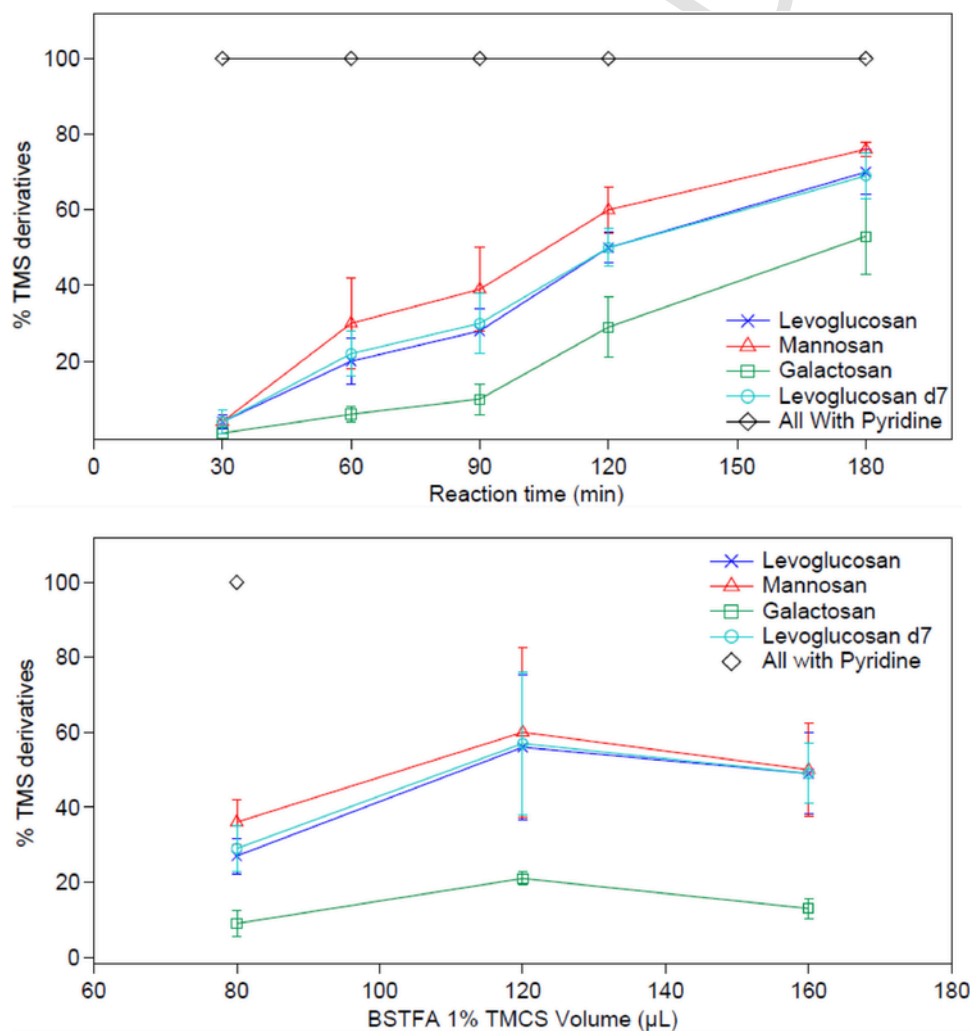 100
80
60
40
20
% TMS derivatives
Levoglucosan
Mannosan
Galactosan
Levoglucosan d7
All With Pyridine
0 30 60 90 120 150 180
Reaction time (min)
100
80
60
40
20
0
% TMS derivatives
Levoglucosan
Mannosan
Galactosan
Levoglucosan d7
All with Pyridine
60 80 100 120 140 160 180
BSTFA 1% TMCS Volume (µL)